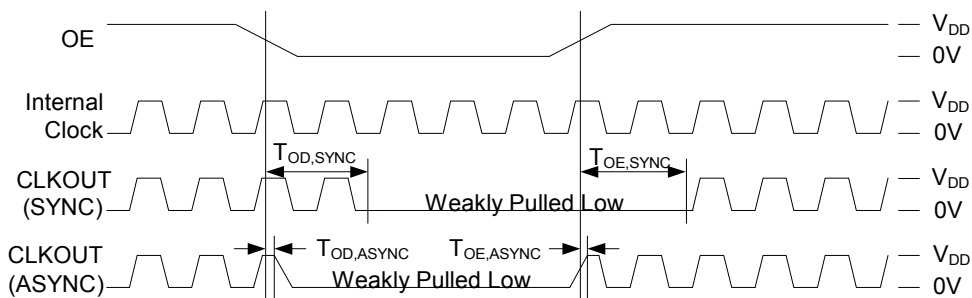 OE
V_DD
0V
Internal
Clock
V_DD
0V
T_OD,SYNC
T_OE,SYNC
CLKOUT
(SYNC)
Weakly Pulled Low
V_DD
0V
CLKOUT
(ASYNC)
T_OD,ASYNC
T_OE,ASYNC
Weakly Pulled Low
V_DD
0V